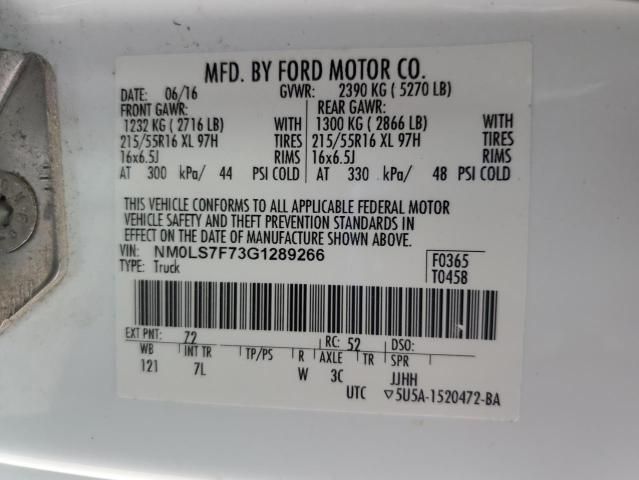 MFD. BY FORD MOTOR CO.
DATE: 06/16 GVWR: 2390 KG ( 5270 LB)
FRONT GAWR: REAR GAWR:
1232 KG ( 2716 LB) WITH 1300 KG ( 2866 LB) WITH
215/55R16 XL 97H TIRES 215/55R16 XL 97H TIRES
16x6.5J RIMS 16x6.5J RIMS
AT 300 kPa/ 44 PSI COLD AT 330 kPa/ 48 PSI COLD
THIS VEHICLE CONFORMS TO ALL APPLICABLE FEDERAL MOTOR
VEHICLE SAFETY AND THEFT PREVENTION STANDARDS IN
EFFECT ON THE DATE OF MANUFACTURE SHOWN ABOVE.
VIN: NM0LS7F73G1289266 F0365
TYPE: Truck T0458
EXT PNT: 72 RC: 52 DSO:
WB INT TR TP/PS R AXLE TR SPR
121 7L W 3C JJHH
UTC ▽5U5A-1520472-BA